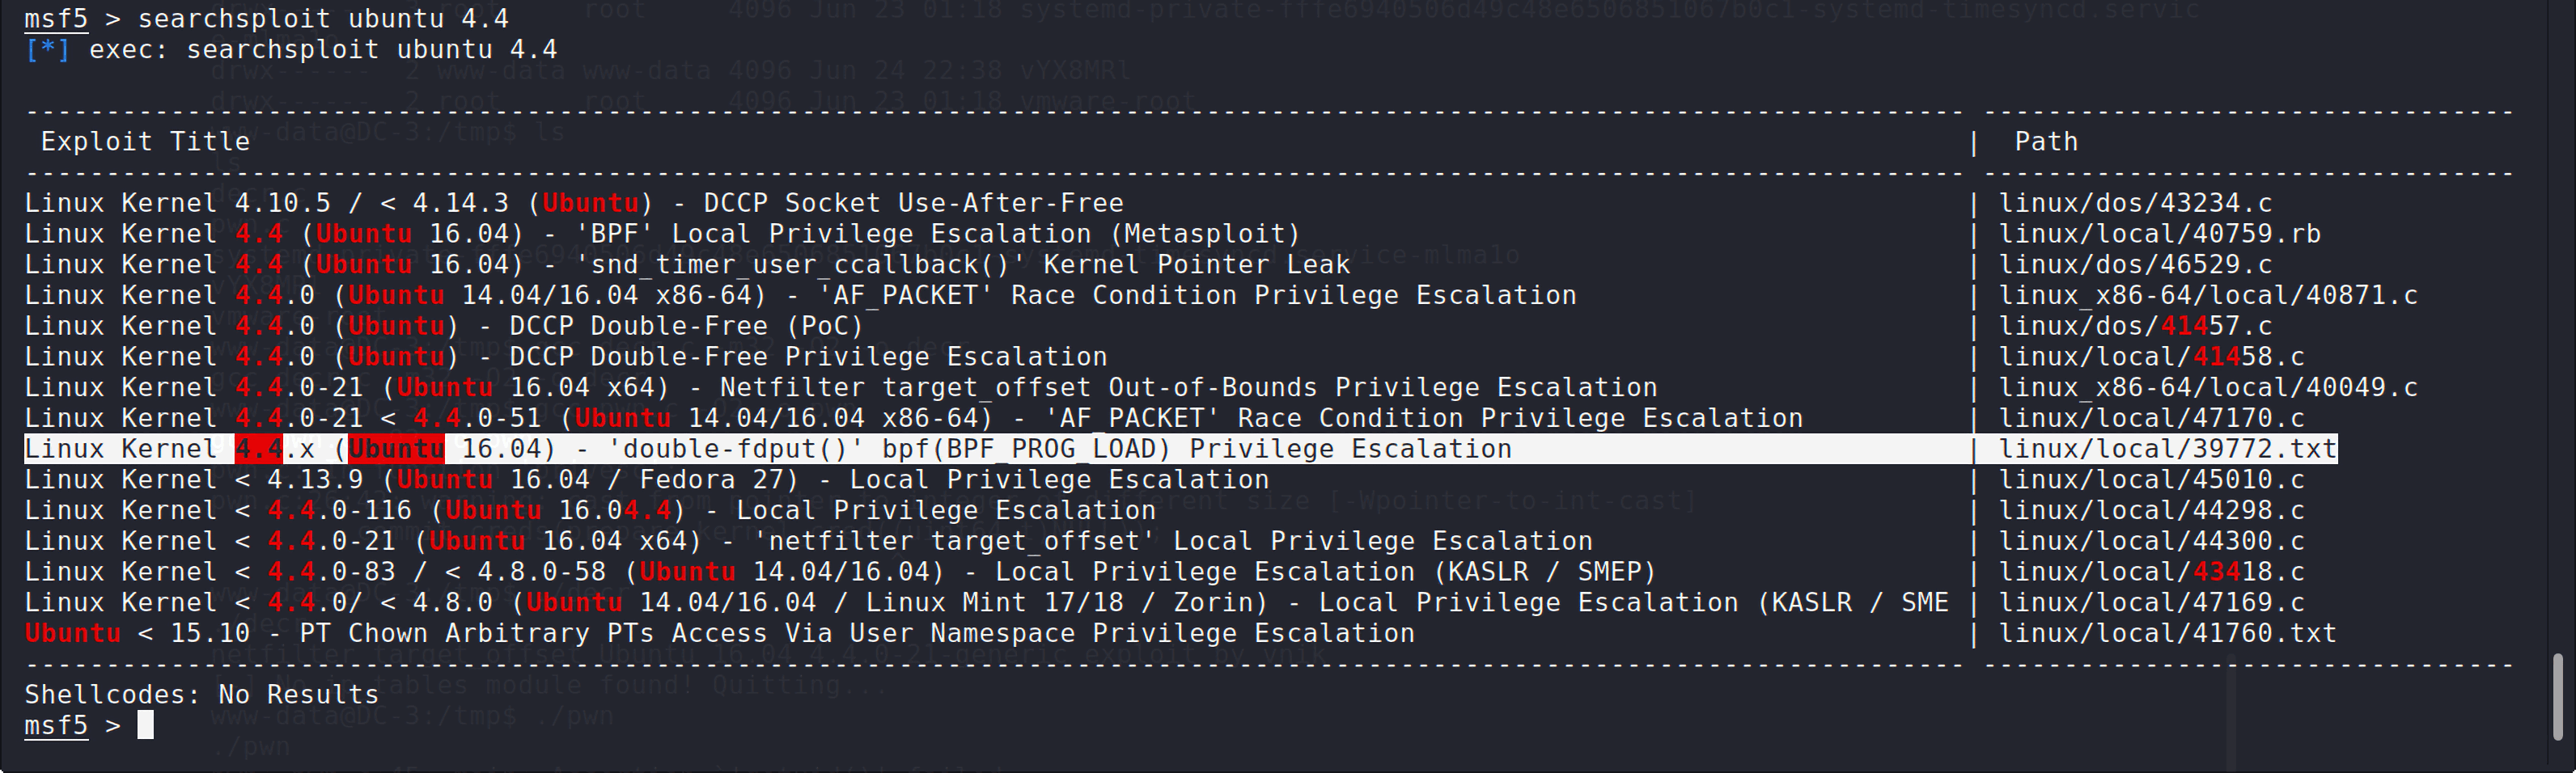 msf5 > searchsploit ubuntu 4.4
[*] exec: searchsploit ubuntu 4.4
------------------------------------------------------------------------------------------------------------------------ ---------------------------------
 Exploit Title | Path
------------------------------------------------------------------------------------------------------------------------ ---------------------------------
Linux Kernel 4.10.5 / < 4.14.3 (Ubuntu) - DCCP Socket Use-After-Free | linux/dos/43234.c
Linux Kernel 4.4 (Ubuntu 16.04) - 'BPF' Local Privilege Escalation (Metasploit) | linux/local/40759.rb
Linux Kernel 4.4 (Ubuntu 16.04) - 'snd_timer_user_ccallback()' Kernel Pointer Leak | linux/dos/46529.c
Linux Kernel 4.4.0 (Ubuntu 14.04/16.04 x86-64) - 'AF_PACKET' Race Condition Privilege Escalation | linux_x86-64/local/40871.c
Linux Kernel 4.4.0 (Ubuntu) - DCCP Double-Free (PoC) | linux/dos/41457.c
Linux Kernel 4.4.0 (Ubuntu) - DCCP Double-Free Privilege Escalation | linux/local/41458.c
Linux Kernel 4.4.0-21 (Ubuntu 16.04 x64) - Netfilter target_offset Out-of-Bounds Privilege Escalation | linux_x86-64/local/40049.c
Linux Kernel 4.4.0-21 < 4.4.0-51 (Ubuntu 14.04/16.04 x86-64) - 'AF_PACKET' Race Condition Privilege Escalation | linux/local/47170.c
Linux Kernel 4.4.x (Ubuntu 16.04) - 'double-fdput()' bpf(BPF_PROG_LOAD) Privilege Escalation | linux/local/39772.txt
Linux Kernel < 4.13.9 (Ubuntu 16.04 / Fedora 27) - Local Privilege Escalation | linux/local/45010.c
Linux Kernel < 4.4.0-116 (Ubuntu 16.04.4) - Local Privilege Escalation | linux/local/44298.c
Linux Kernel < 4.4.0-21 (Ubuntu 16.04 x64) - 'netfilter target_offset' Local Privilege Escalation | linux/local/44300.c
Linux Kernel < 4.4.0-83 / < 4.8.0-58 (Ubuntu 14.04/16.04) - Local Privilege Escalation (KASLR / SMEP) | linux/local/43418.c
Linux Kernel < 4.4.0/ < 4.8.0 (Ubuntu 14.04/16.04 / Linux Mint 17/18 / Zorin) - Local Privilege Escalation (KASLR / SME | linux/local/47169.c
Ubuntu < 15.10 - PT Chown Arbitrary PTs Access Via User Namespace Privilege Escalation | linux/local/41760.txt
------------------------------------------------------------------------------------------------------------------------ ---------------------------------
Shellcodes: No Results
msf5 >